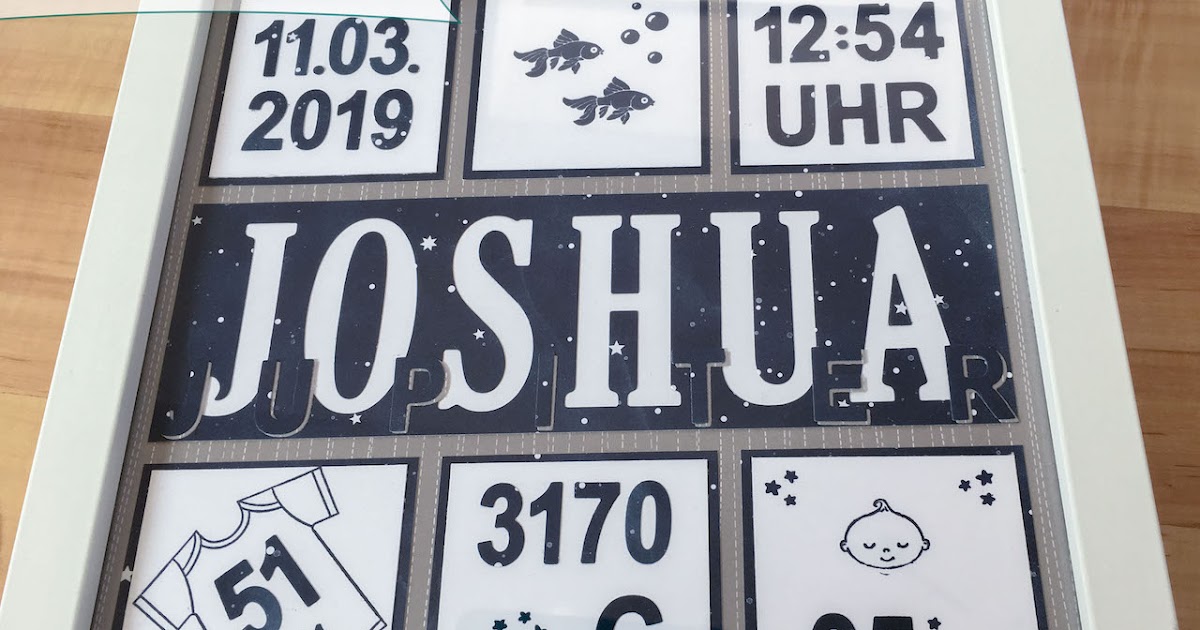 11.03.
2019
12:54
UHR
JOSHUA
JUPITER
51
3170
G